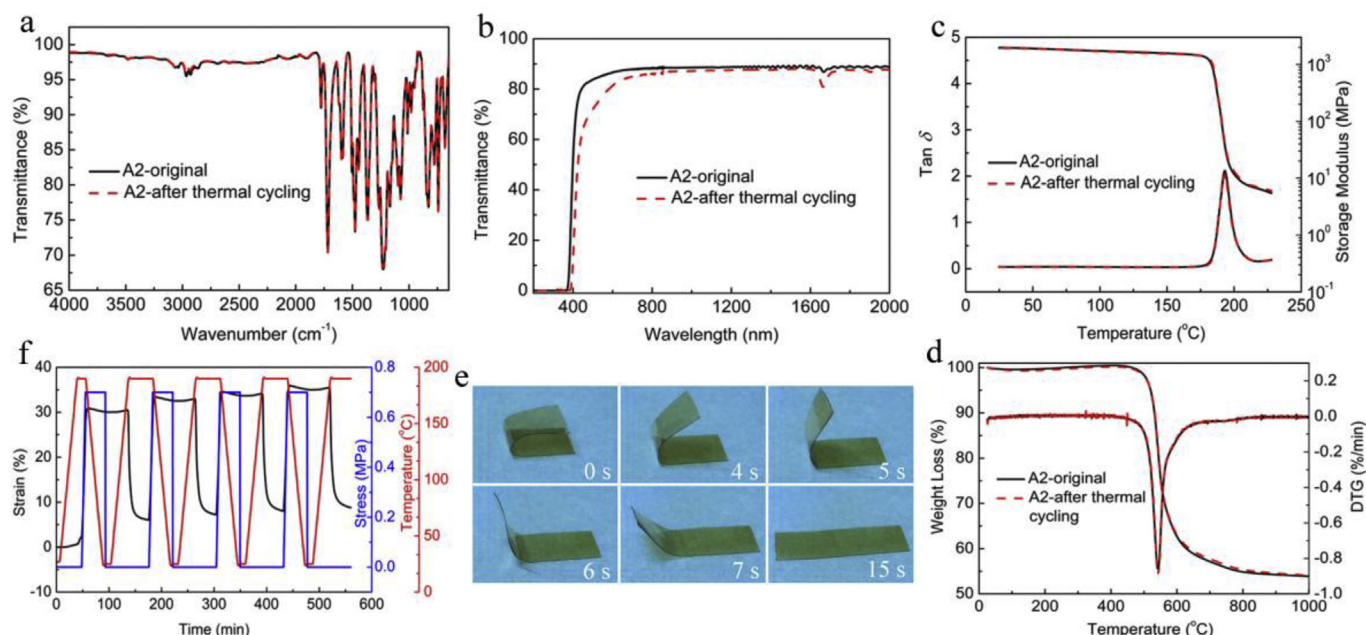 a
Transmittance (%)
100
95
90
85
80
75
70
65
A2-original
A2-after thermal cycling
4000 3500 3000 2500 2000 1500 1000
Wavenumber (cm-1)
b
Transmittance (%)
100
80
60
40
20
0
A2-original
A2-after thermal cycling
400 800 1200 1600 2000
Wavelength (nm)
c
Tan δ
5
4
3
2
1
0
A2-original
A2-after thermal cycling
10³
10²
10¹
10⁰
10⁻¹
Storage Modulus (MPa)
0 50 100 150 200 250
Temperature (°C)
f
Strain (%)
40
30
20
10
0
-10
0.8
0.6
0.4
0.2
0.0
Stress (MPa)
200
150
100
50
0
Temperature (°C)
0 100 200 300 400 500 600
Time (min)
e
0 s
4 s
5 s
6 s
7 s
15 s
d
Weight Loss (%)
100
90
80
70
60
50
A2-original
A2-after thermal
cycling
0.2
0.0
-0.2
-0.4
-0.6
-0.8
-1.0
DTG (%/min)
0 200 400 600 800 1000
Temperature (°C)